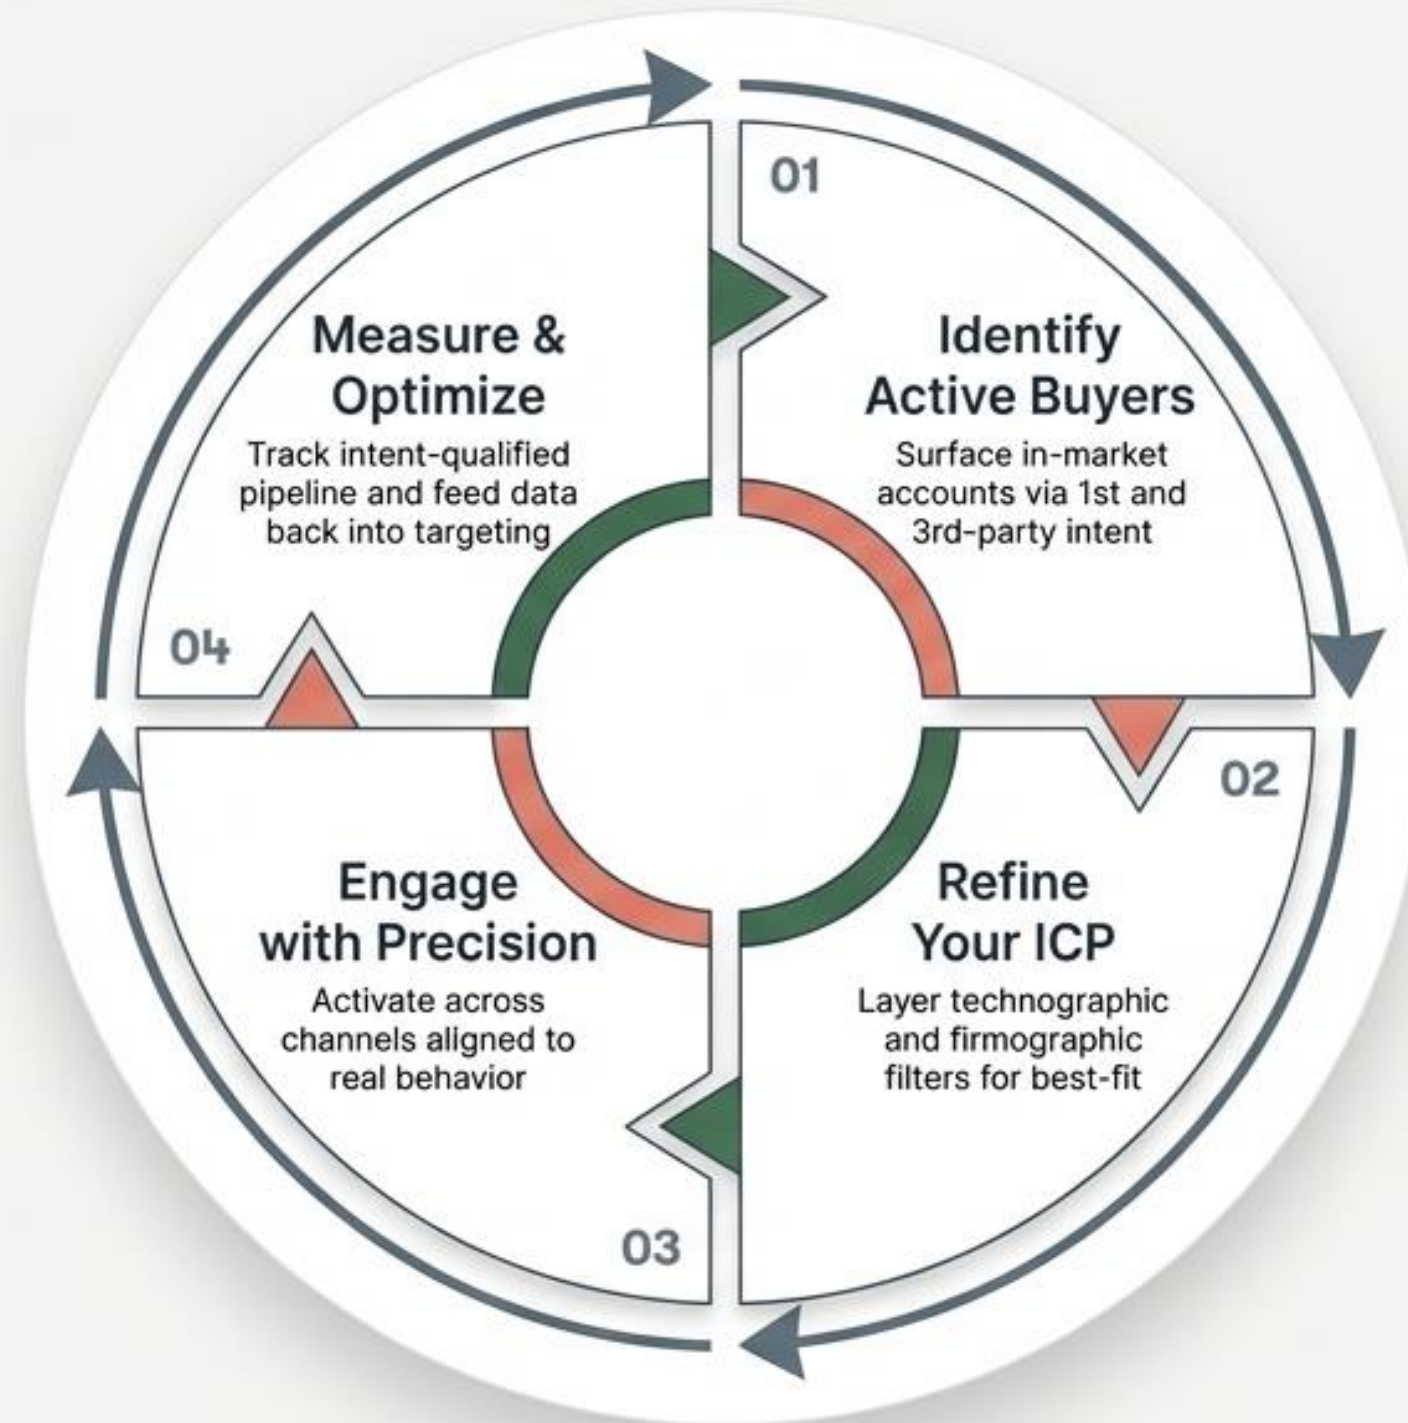 01
Identify
Active Buyers
Surface in-market
accounts via 1st and
3rd-party intent
02
Refine
Your ICP
Layer technographic
and firmographic
filters for best-fit
03
Engage
with Precision
Activate across
channels aligned to
real behavior
04
Measure &
Optimize
Track intent-qualified
pipeline and feed data
back into targeting